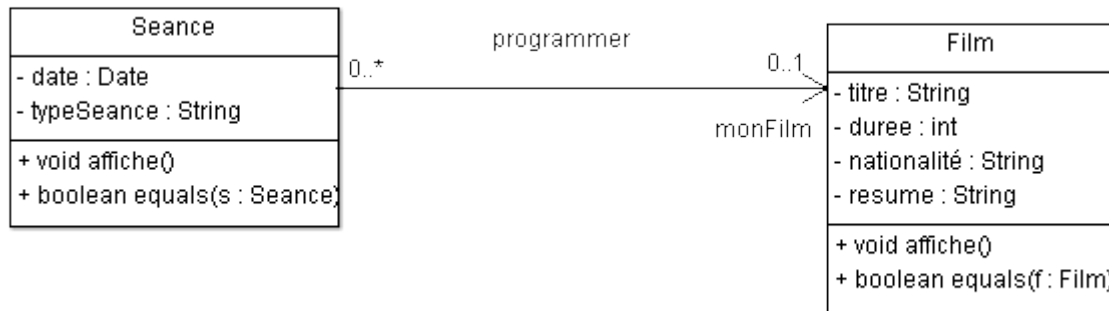 Seance
- date : Date
- typeSeance : String
+ void affiche()
+ boolean equals(s : Seance)
programmer
0..*
0..1
monFilm
Film
- titre : String
- duree : int
- nationalité : String
- resume : String
+ void affiche()
+ boolean equals(f : Film)